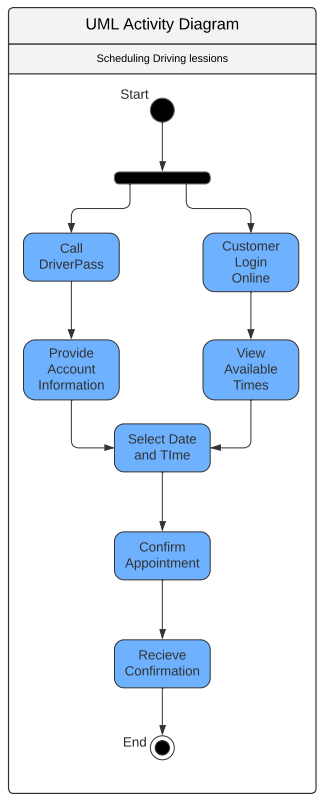 UML Activity Diagram
Scheduling Driving lessions
Start
Call
DriverPass
Customer
Login
Online
Provide
Account
Information
View
Available
Times
Select Date
and TIme
Confirm
Appointment
Recieve
Confirmation
End